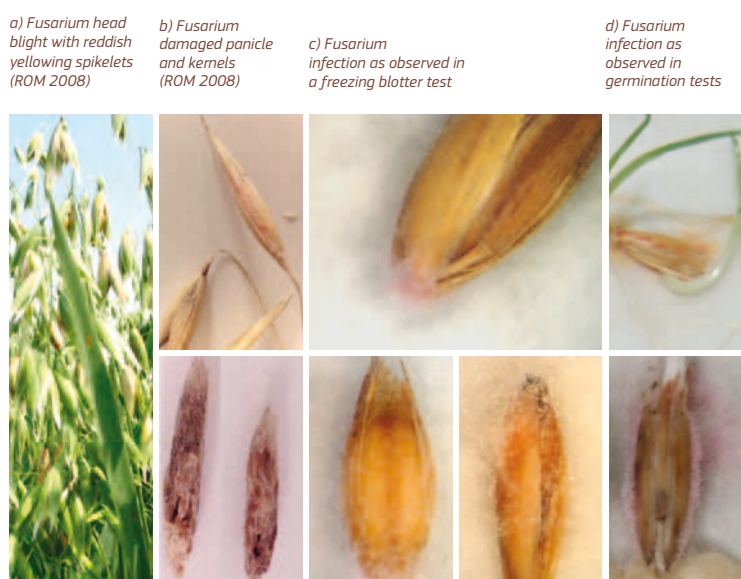 a) Fusarium head
blight with reddish
yellowing spikelets
(ROM 2008)
b) Fusarium
damaged panicle
and kernels
(ROM 2008)
c) Fusarium
infection as observed in
a freezing blotter test
d) Fusarium
infection as
observed in
germination tests